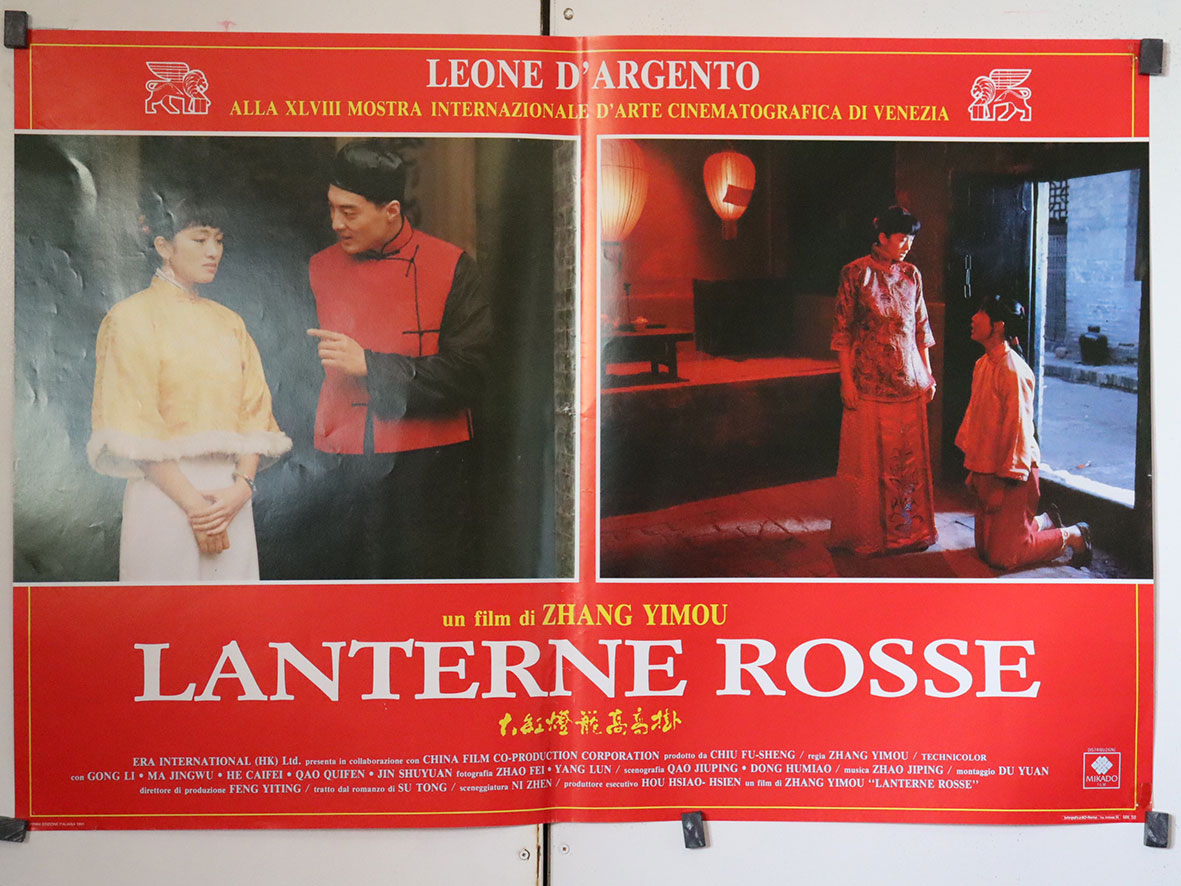 LEONE D'ARGENTO
ALLA XLVIII MOSTRA INTERNAZIONALE D'ARTE CINEMATOGRAFICA DI VENEZIA
un film di ZHANG YIMOU
LANTERNE ROSSE
大紅燈籠高高掛
ERA INTERNATIONAL (HK) Ltd. presenta in collaborazione con CHINA FILM CO-PRODUCTION CORPORATION prodotto da CHIU FU-SHENG / regia ZHANG YIMOU / TECHNICOLOR
con GONG LI • MA JINGWU • HE CAIFEI • QAO QUIFEN • JIN SHUYUAN fotografia ZHAO FEI • YANG LUN / scenografia QAO JIUPING • DONG HUMIAO / musica ZHAO JIPING • montaggio DU YUAN
direttore di produzione FENG YITING / tratto dal romanzo di SU TONG / sceneggiatura NI ZHEN / produttore esecutivo HOU HSIAO- HSIEN un film di ZHANG YIMOU "LANTERNE ROSSE"
DISTRIBUZIONE
MIKADO
FILM